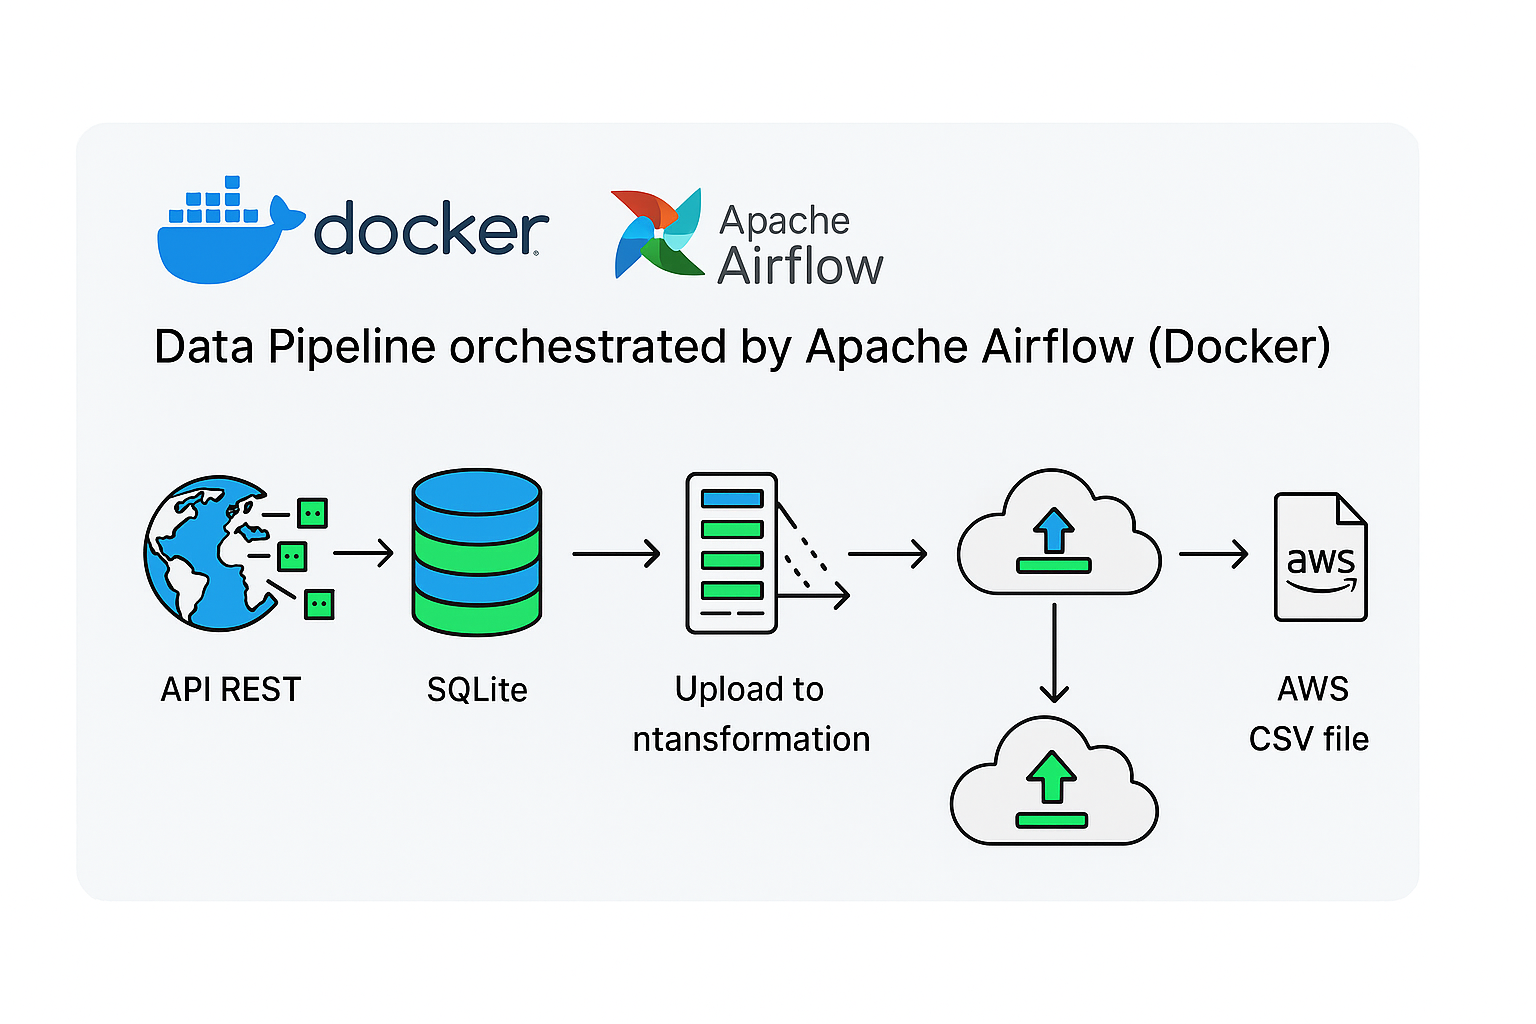 docker
Apache
Airflow
Data Pipeline orchestrated by Apache Airflow (Docker)
aws
API REST
SQLite
Upload to
ntansformation
AWS
CSV file